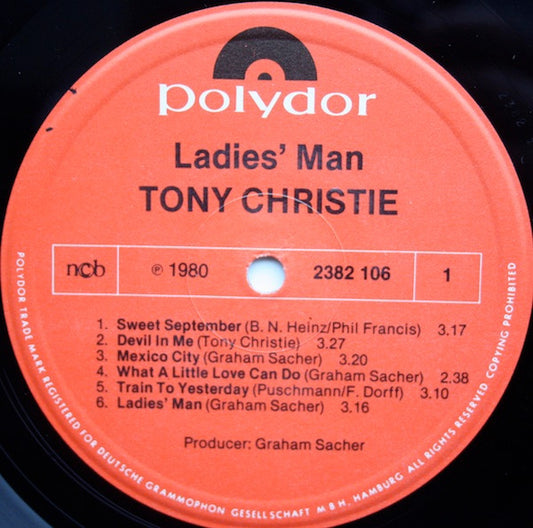 polydor
Ladies' Man
TONY CHRISTIE
ncb ℗ 1980 2382 106 1
1. Sweet September (B. N. Heinz/Phil Francis) 3.17
2. Devil In Me (Tony Christie) 3.27
3. Mexico City (Graham Sacher) 3.20
4. What A Little Love Can Do (Graham Sacher) 2.38
5. Train To Yesterday (Puschmann/F. Dorff) 3.10
6. Ladies' Man (Graham Sacher) 3.16
Producer: Graham Sacher
POLYDOR TRADE MARK REGISTERED FOR DEUTSCHE GRAMMOPHON GESELLSCHAFT MBH. HAMBURG ALL RIGHTS RESERVED COPYING PROHIBITED